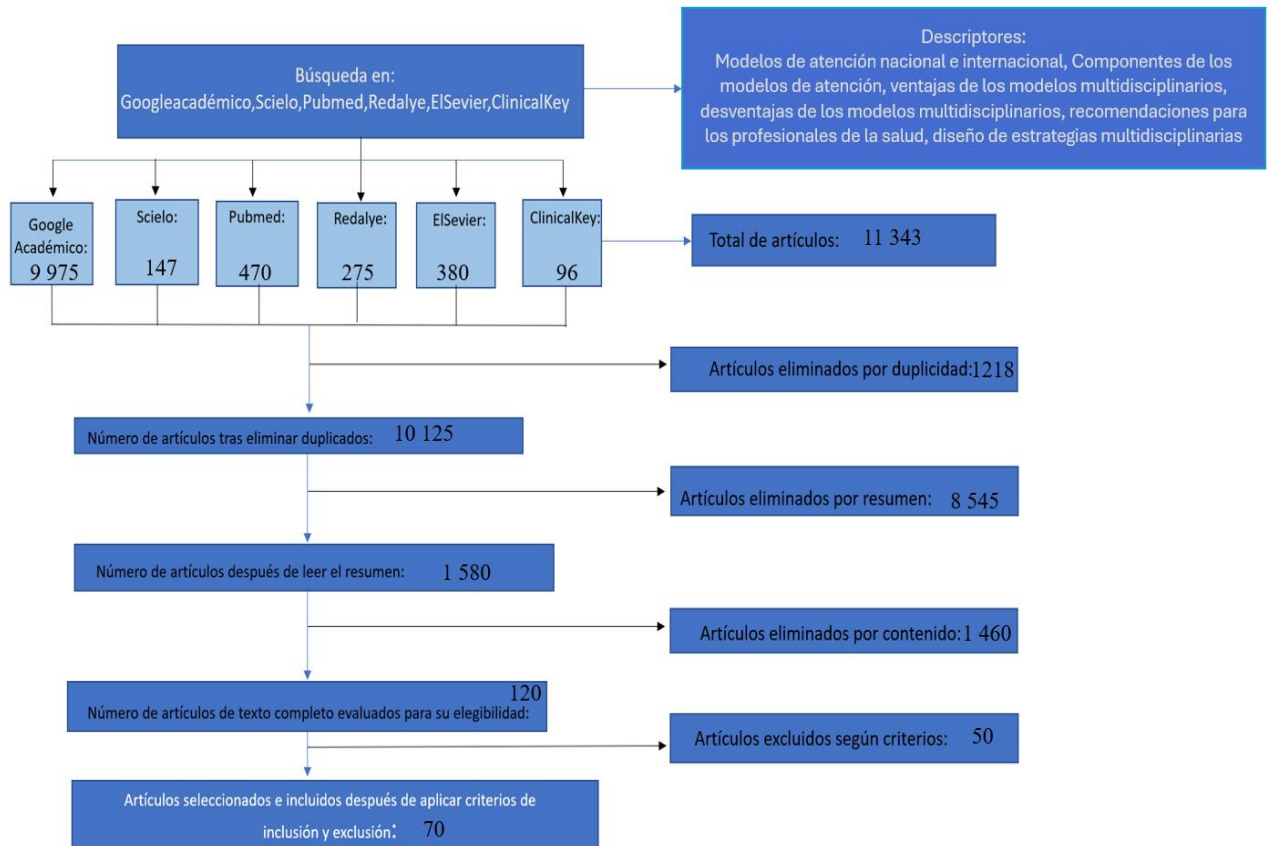 Búsqueda en:
Googleacadémico,Scielo,Pubmed,Redalye,ElSevier,ClinicalKey
Descriptores:
Modelos de atención nacional e internacional, Componentes de los
modelos de atención, ventajas de los modelos multidisciplinarios,
desventajas de los modelos multidisciplinarios, recomendaciones para
los profesionales de la salud, diseño de estrategias multidisciplinarias
Google
Académico:
9 975
Scielo:
147
Pubmed:
470
Redalye:
275
ElSevier:
380
ClinicalKey:
96
Total de artículos: 11 343
Artículos eliminados por duplicidad:1218
Número de artículos tras eliminar duplicados: 10 125
Artículos eliminados por resumen: 8 545
Número de artículos después de leer el resumen: 1 580
Artículos eliminados por contenido:1 460
120
Número de artículos de texto completo evaluados para su elegibilidad:
Artículos excluidos según criterios: 50
Artículos seleccionados e incluidos después de aplicar criterios de
inclusión y exclusión: 70